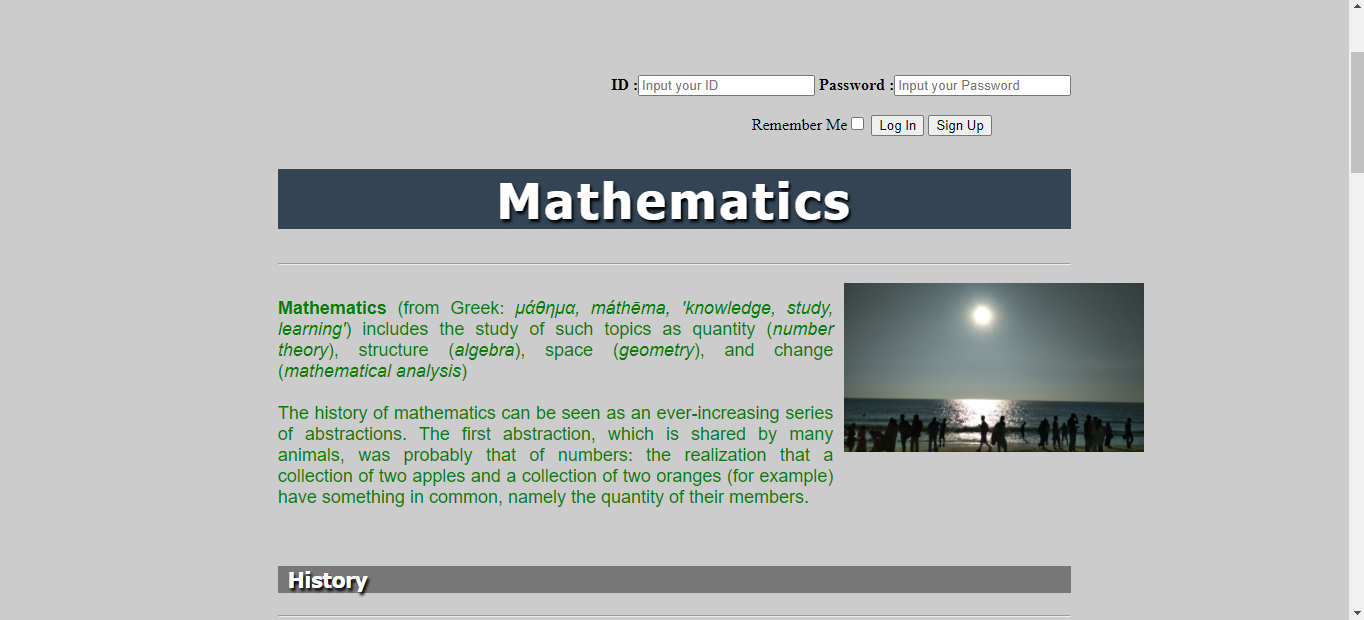 ID : Input your ID Password : Input your Password
Remember Me Log In Sign Up
Mathematics
Mathematics (from Greek: μάθημα, máthēma, 'knowledge, study,
learning') includes the study of such topics as quantity (number
theory), structure (algebra), space (geometry), and change
(mathematical analysis)
The history of mathematics can be seen as an ever-increasing series
of abstractions. The first abstraction, which is shared by many
animals, was probably that of numbers: the realization that a
collection of two apples and a collection of two oranges (for example)
have something in common, namely the quantity of their members.
History